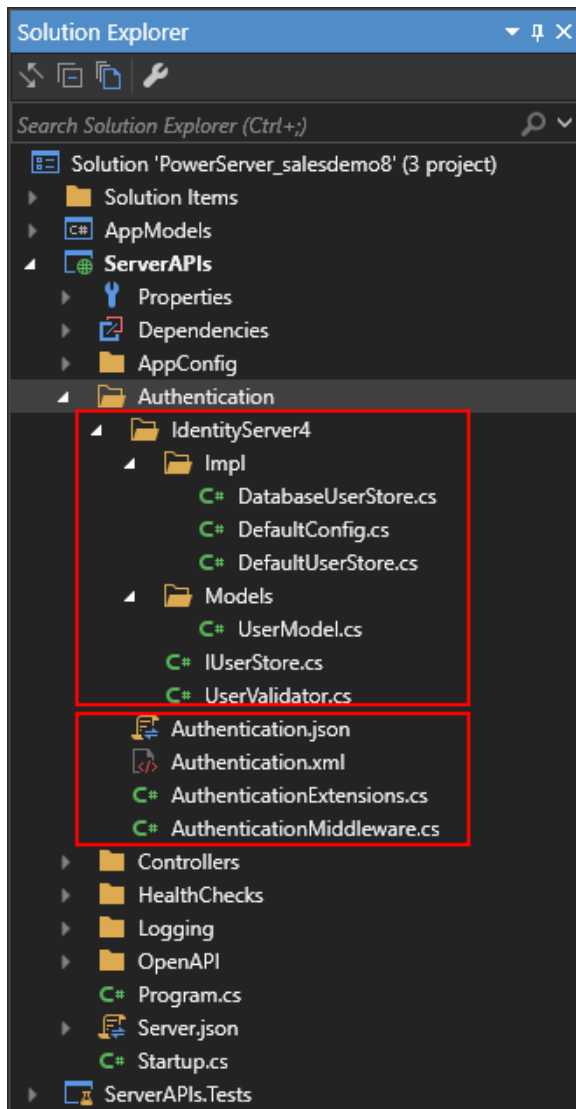 Solution Explorer
Search Solution Explorer (Ctrl+;)
Solution 'PowerServer_salesdemo8' (3 project)
Solution Items
C# AppModels
ServerAPIs
Properties
Dependencies
AppConfig
Authentication
IdentityServer4
Impl
C# DatabaseUserStore.cs
C# DefaultConfig.cs
C# DefaultUserStore.cs
Models
C# UserModel.cs
C# IUserStore.cs
C# UserValidator.cs
Authentication.json
Authentication.xml
C# AuthenticationExtensions.cs
C# AuthenticationMiddleware.cs
Controllers
HealthChecks
Logging
OpenAPI
C# Program.cs
Server.json
C# Startup.cs
ServerAPIs.Tests